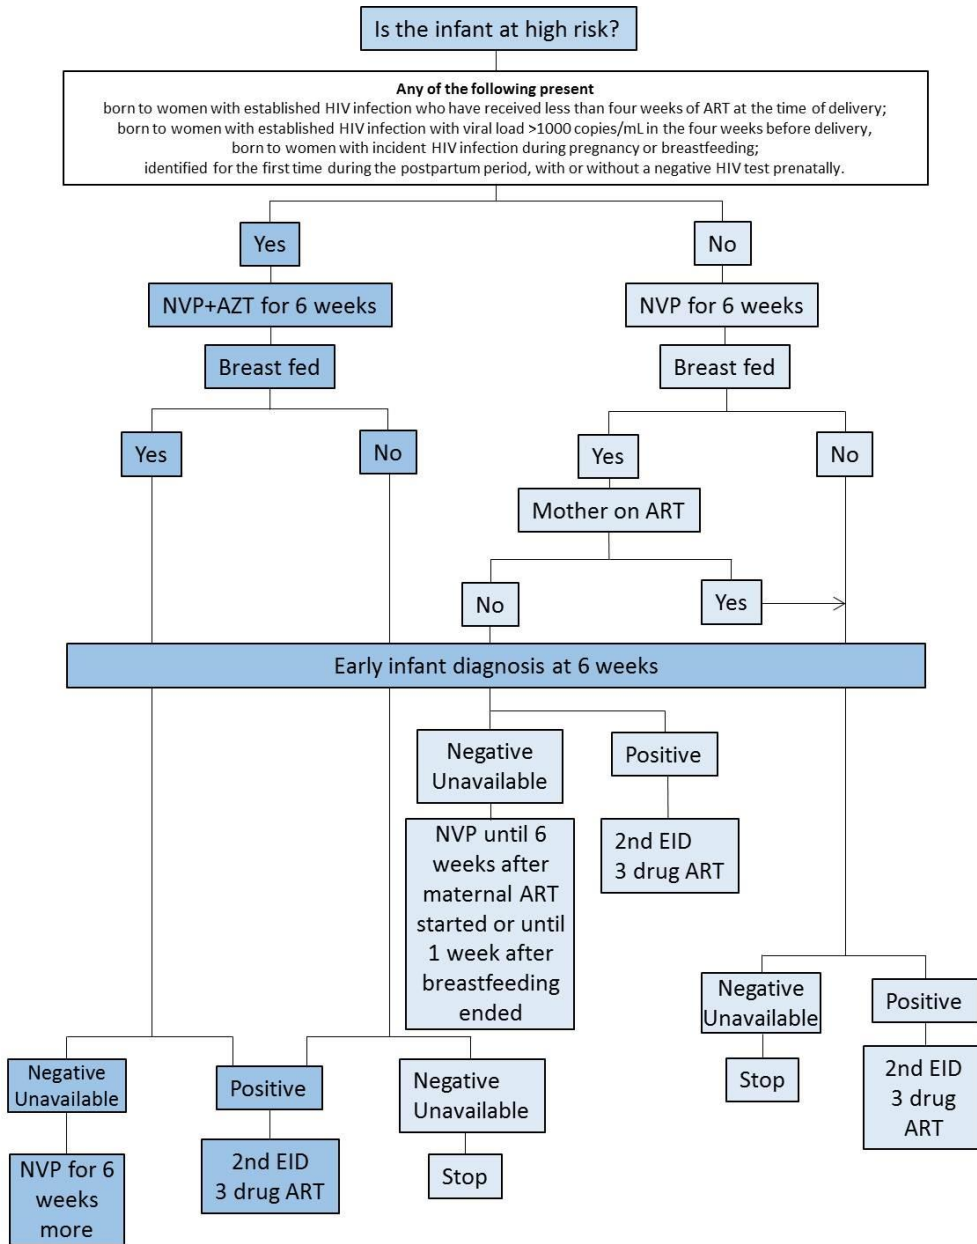 Is the infant at high risk?
Any of the following present
born to women with established HIV infection who have received less than four weeks of ART at the time of delivery;
born to women with established HIV infection with viral load >1000 copies/mL in the four weeks before delivery,
born to women with incident HIV infection during pregnancy or breastfeeding;
identified for the first time during the postpartum period, with or without a negative HIV test prenatally.
Yes
No
NVP+AZT for 6 weeks
NVP for 6 weeks
Breast fed
Breast fed
Yes
No
Yes
No
Mother on ART
No
Yes
Early infant diagnosis at 6 weeks
Negative
Unavailable
Positive
NVP until 6
weeks after
maternal ART
started or until
1 week after
breastfeeding
ended
2nd EID
3 drug ART
Negative
Unavailable
Positive
Stop
2nd EID
3 drug
ART
Negative
Unavailable
Positive
Negative
Unavailable
NVP for 6
weeks
more
2nd EID
3 drug ART
Stop